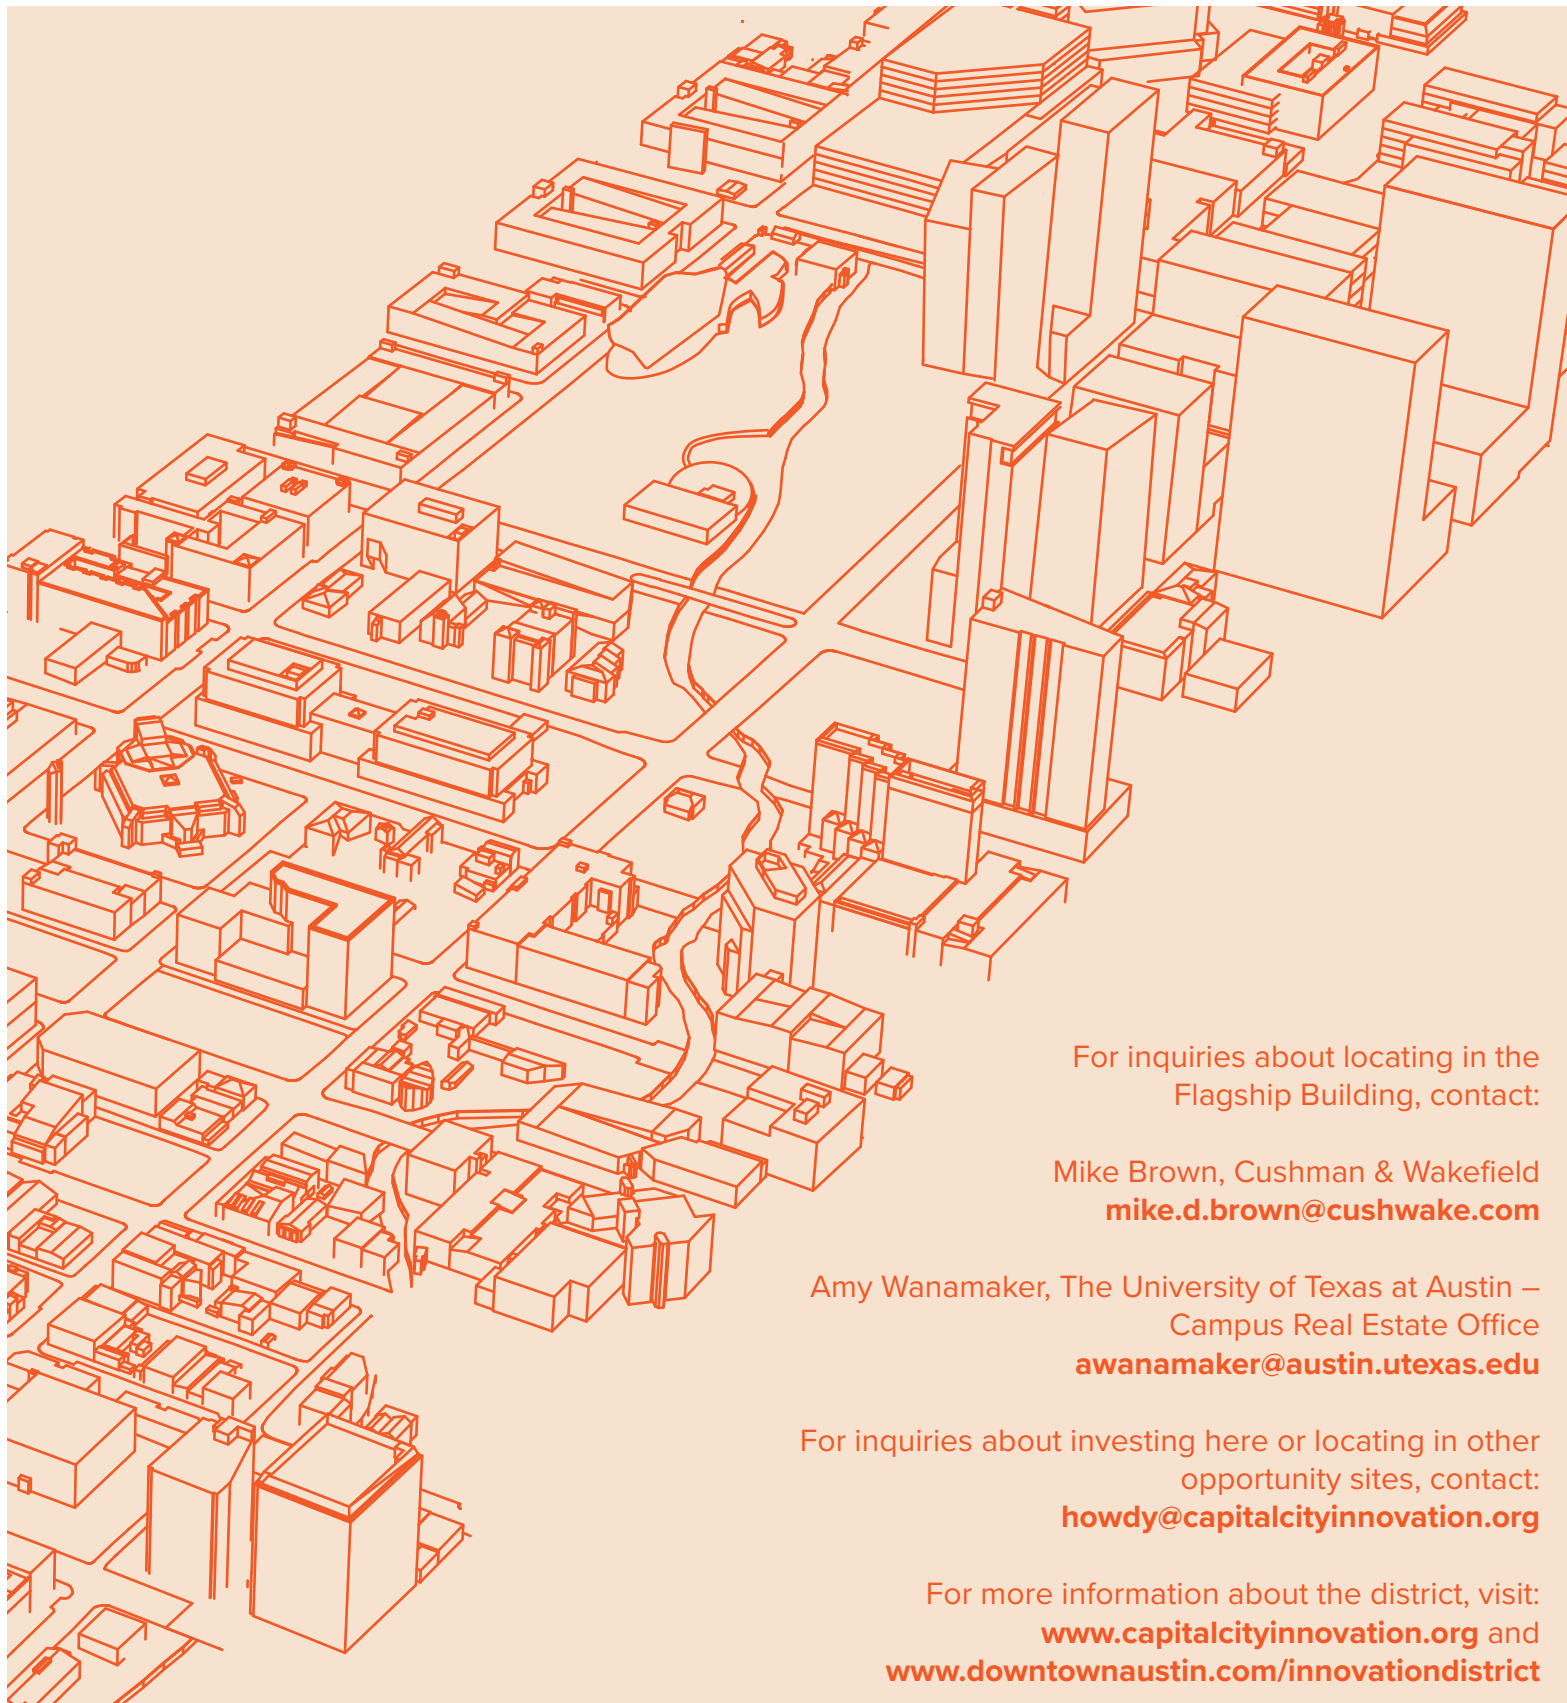 For inquiries about locating in the
Flagship Building, contact:
Mike Brown, Cushman & Wakefield
mike.d.brown@cushwake.com
Amy Wanamaker, The University of Texas at Austin –
Campus Real Estate Office
awanamaker@austin.utexas.edu
For inquiries about investing here or locating in other
opportunity sites, contact:
howdy@capitalcityinnovation.org
For more information about the district, visit:
www.capitalcityinnovation.org and
www.downtownaustin.com/innovationdistrict